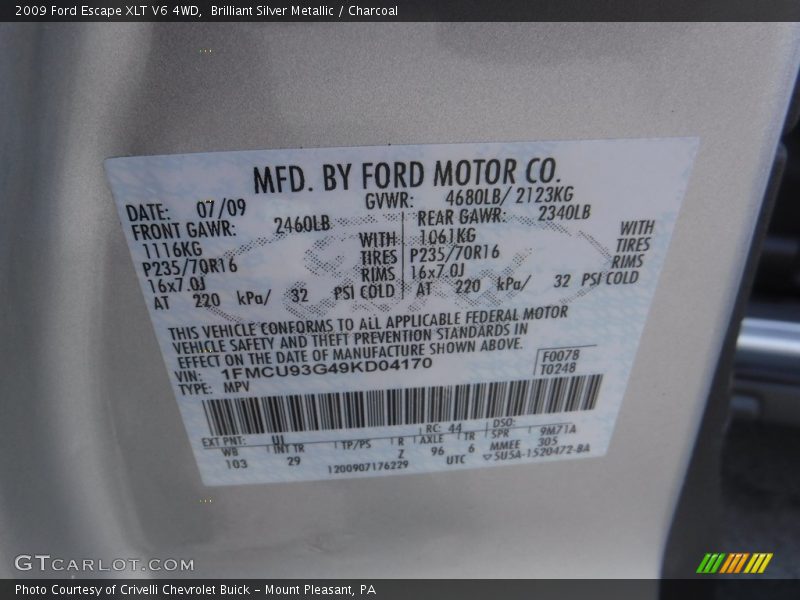 2009 Ford Escape XLT V6 4WD, Brilliant Silver Metallic / Charcoal
MFD. BY FORD MOTOR CO.
DATE: 07/09 GVWR: 4680LB/ 2123KG
FRONT GAWR: 2460LB REAR GAWR: 2340LB
1116KG WITH 1061KG WITH
P235/70R16 TIRES P235/70R16 TIRES
16x7.0J RIMS 16x7.0J RIMS
AT 220 kPa/ 32 PSI COLD AT 220 kPa/ 32 PSI COLD
THIS VEHICLE CONFORMS TO ALL APPLICABLE FEDERAL MOTOR
VEHICLE SAFETY AND THEFT PREVENTION STANDARDS IN
EFFECT ON THE DATE OF MANUFACTURE SHOWN ABOVE.
VIN: 1FMCU93G49KD04170 F0078
TYPE: MPV T0248
EXT PNT: UI RC: 44 DSO:
WB INT TR TP/PS R AXLE TR SPR 9M71A
103 29 Z 96 6 MMEE 305
1200907176229 UTC ▽5U5A-1520472-BA
GTCARLOT.COM
Photo Courtesy of Crivelli Chevrolet Buick - Mount Pleasant, PA